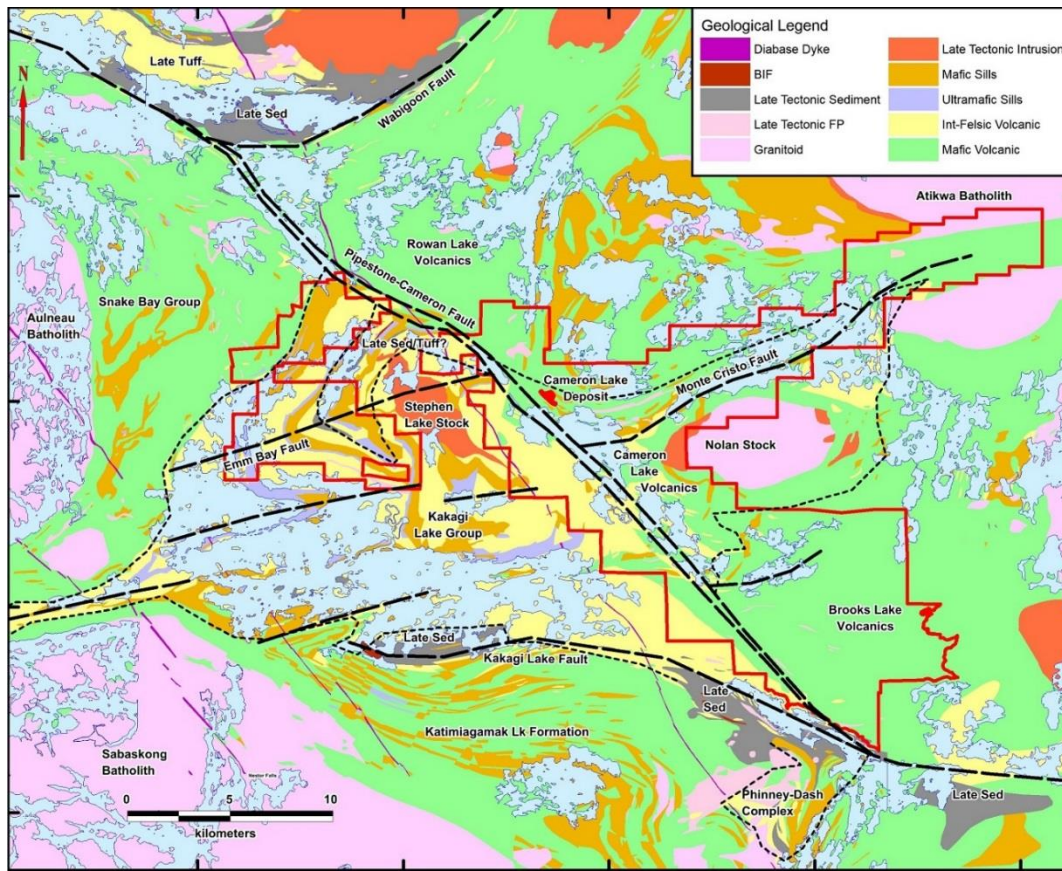 Geological Legend
Diabase Dyke
BIF
Late Tectonic Sediment
Late Tectonic FP
Granitoid
Late Tectonic Intrusion
Mafic Sills
Ultramafic Sills
Int-Felsic Volcanic
Mafic Volcanic
Late Tuff
N
Late Sed
Wabigoon Fault
Atikwa Batholith
Rowan Lake
Volcanics
Pipestone-Cameron Fault
Snake Bay Group
Aulneau
Batholith
Late Sed/Tuff?
Monte Cristo Fault
Cameron Lake
Deposit
Stephen
Lake Stock
Nolan Stock
Emm Bay Fault
Cameron
Lake
Volcanics
Kakagi
Lake Group
Brooks Lake
Volcanics
Late Sed
Kakagi Lake Fault
Late
Sed
Katimiagamak Lk Formation
Sabaskong
Batholith
Nestor Falls
Phinney-Dash
Complex
Late Sed
0 5 10
kilometers